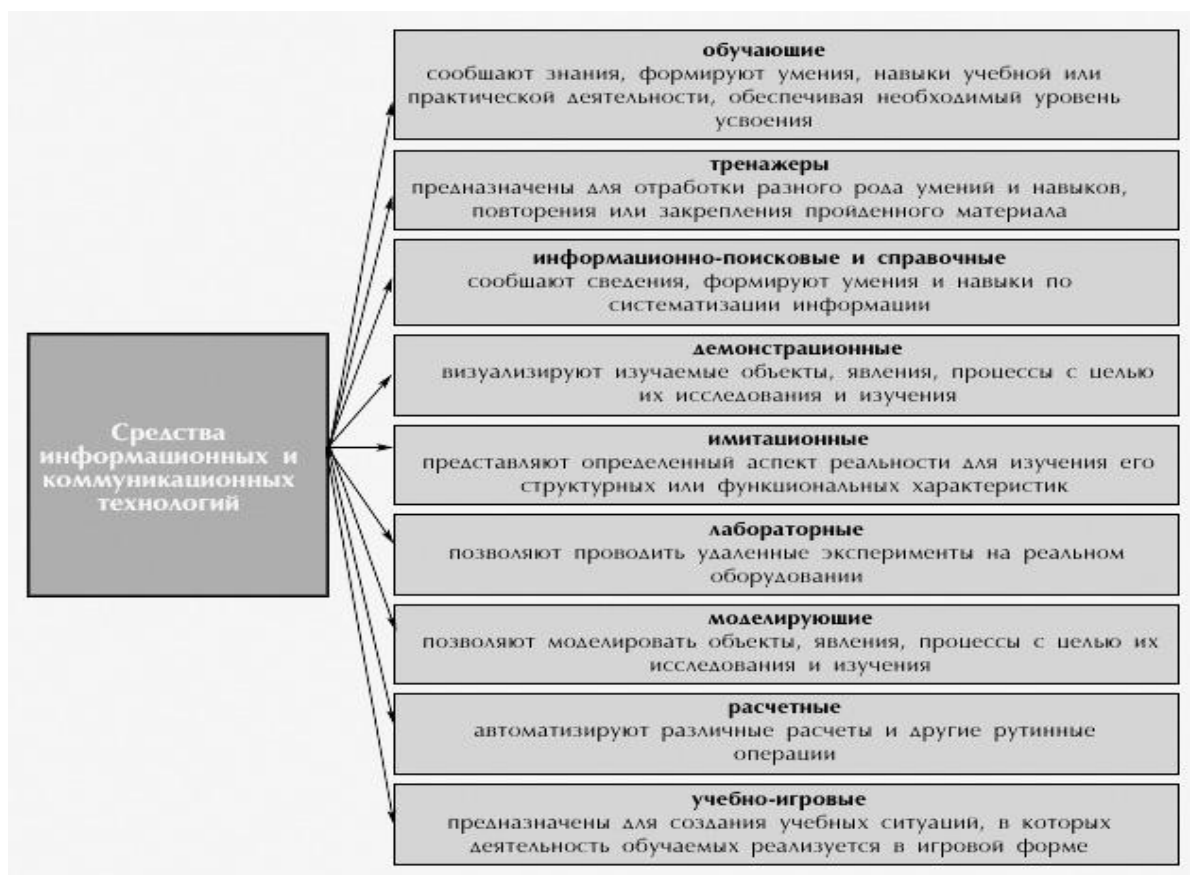 обучающие
сообщают знания, формируют умения, навыки учебной или
практической деятельности, обеспечивая необходимый уровень
усвоения
тренажеры
предназначены для отработки разного рода умений и навыков,
повторения или закрепления пройденного материала
информационно-поисковые и справочные
сообщают сведения, формируют умения и навыки по
систематизации информации
демонстрационные
визуализируют изучаемые объекты, явления, процессы с целью
их исследования и изучения
Средства
информационных и
коммуникационных
технологий
имитационные
представляют определенный аспект реальности для изучения его
структурных или функциональных характеристик
лабораторные
позволяют проводить удаленные эксперименты на реальном
оборудовании
моделирующие
позволяют моделировать объекты, явления, процессы с целью их
исследования и изучения
расчетные
автоматизируют различные расчеты и другие рутинные
операции
учебно-игровые
предназначены для создания учебных ситуаций, в которых
деятельность обучаемых реализуется в игровой форме